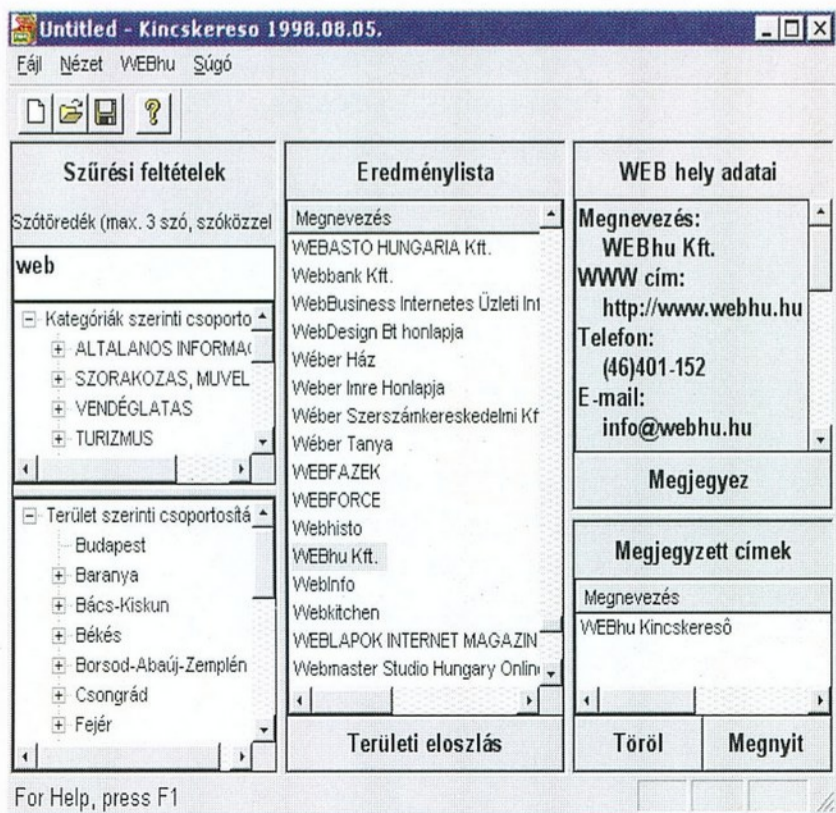 Untitled - Kincskereso 1998.08.05.
Fájl Nézet WEBhu Súgó
Szűrési feltételek
Szótöredék (max. 3 szó, szóközzel
web
Kategóriák szerinti csoporto
ALTALANOS INFORMAC
SZORAKOZAS, MUVEL
VENDÉGLATAS
TURIZMUS
Terület szerinti csoportosítá
Budapest
Baranya
Bács-Kiskun
Békés
Borsod-Abaúj-Zemplén
Csongrád
Fejér
Eredménylista
Megnevezés
WEBASTO HUNGARIA Kft.
Webbank Kft.
WebBusiness Internetes Üzleti Inf
WebDesign Bt honlapja
Wéber Ház
Weber Imre Honlapja
Wéber Szerszámkereskedelmi Kf
Wéber Tanya
WEBFAZEK
WEBFORCE
Webhisto
WEBhu Kft.
WebInfo
Webkitchen
WEBLAPOK INTERNET MAGAZIN
Webmaster Studio Hungary Online
Területi eloszlás
WEB hely adatai
Megnevezés:
WEBhu Kft.
WWW cím:
http://www.webhu.hu
Telefon:
(46)401-152
E-mail:
info@webhu.hu
Megjegyez
Megjegyzett címek
Megnevezés
WEBhu Kincskeresô
Töröl Megnyit
For Help, press F1